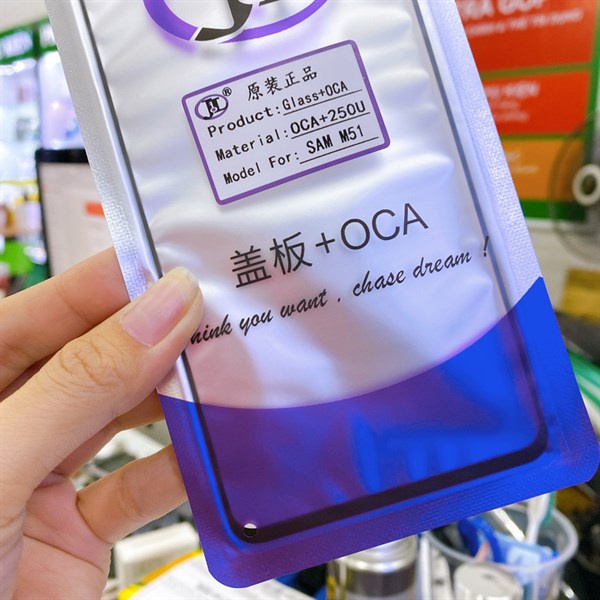 ® 原装正品
Product: Glass+OCA
Material: OCA+250U
Model For: SAM M51
盖板+OCA
hink you want , chase dream !